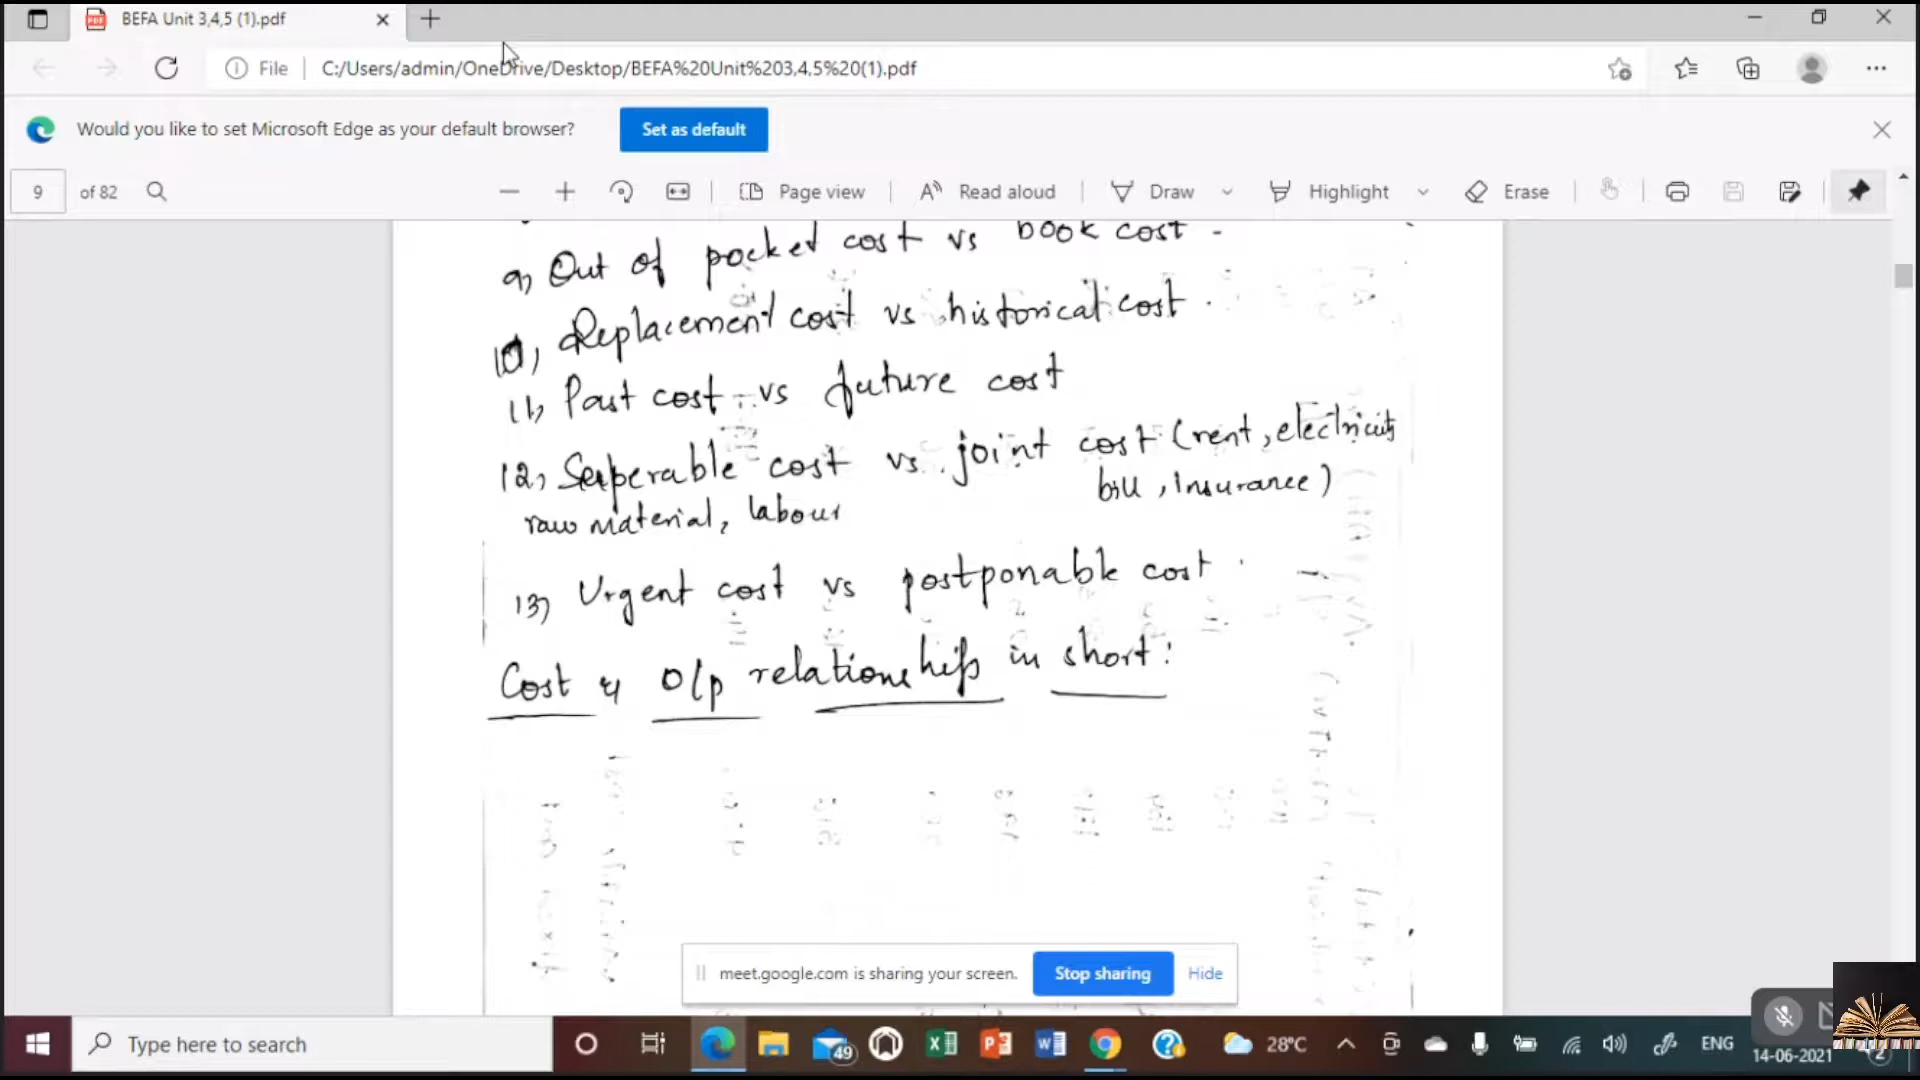 BEFA Unit 3,4,5 (1).pdf
File C:/Users/admin/OneDrive/Desktop/BEFA%20Unit%203,4,5%20(1).pdf
Would you like to set Microsoft Edge as your default browser? Set as default
9 of 82 Page view Read aloud Draw Highlight Erase
9) Out of pocket cost vs book cost.
10) Replacement cost vs historical cost.
11) Past cost vs future cost
12) Seperable cost vs joint cost (rent, electricity
bill, insurance)
raw material, labour
13) Urgent cost vs postponable cost.
Cost & O/p relationships in short:
meet.google.com is sharing your screen. Stop sharing Hide
Type here to search 49 28°C ENG 14-06-2021 2